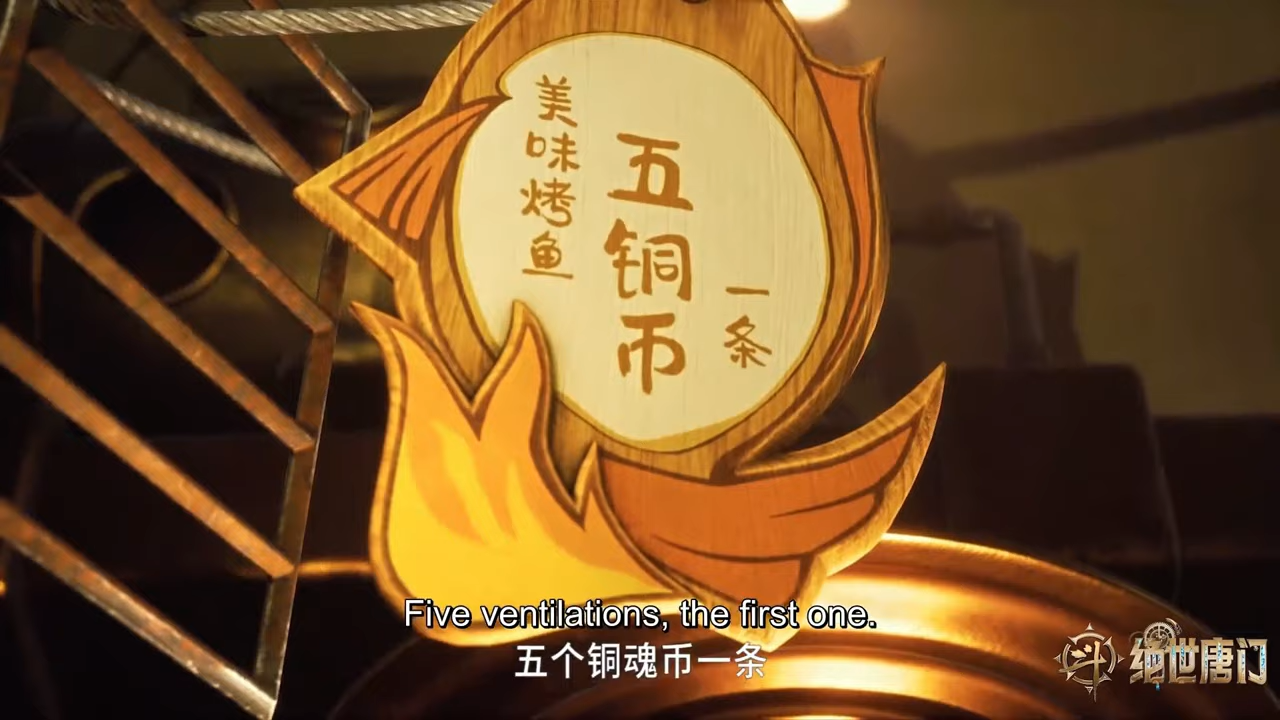 美味烤鱼
五铜币
一条
Five ventilations, the first one.
五个铜魂币一条
斗
绝世唐门